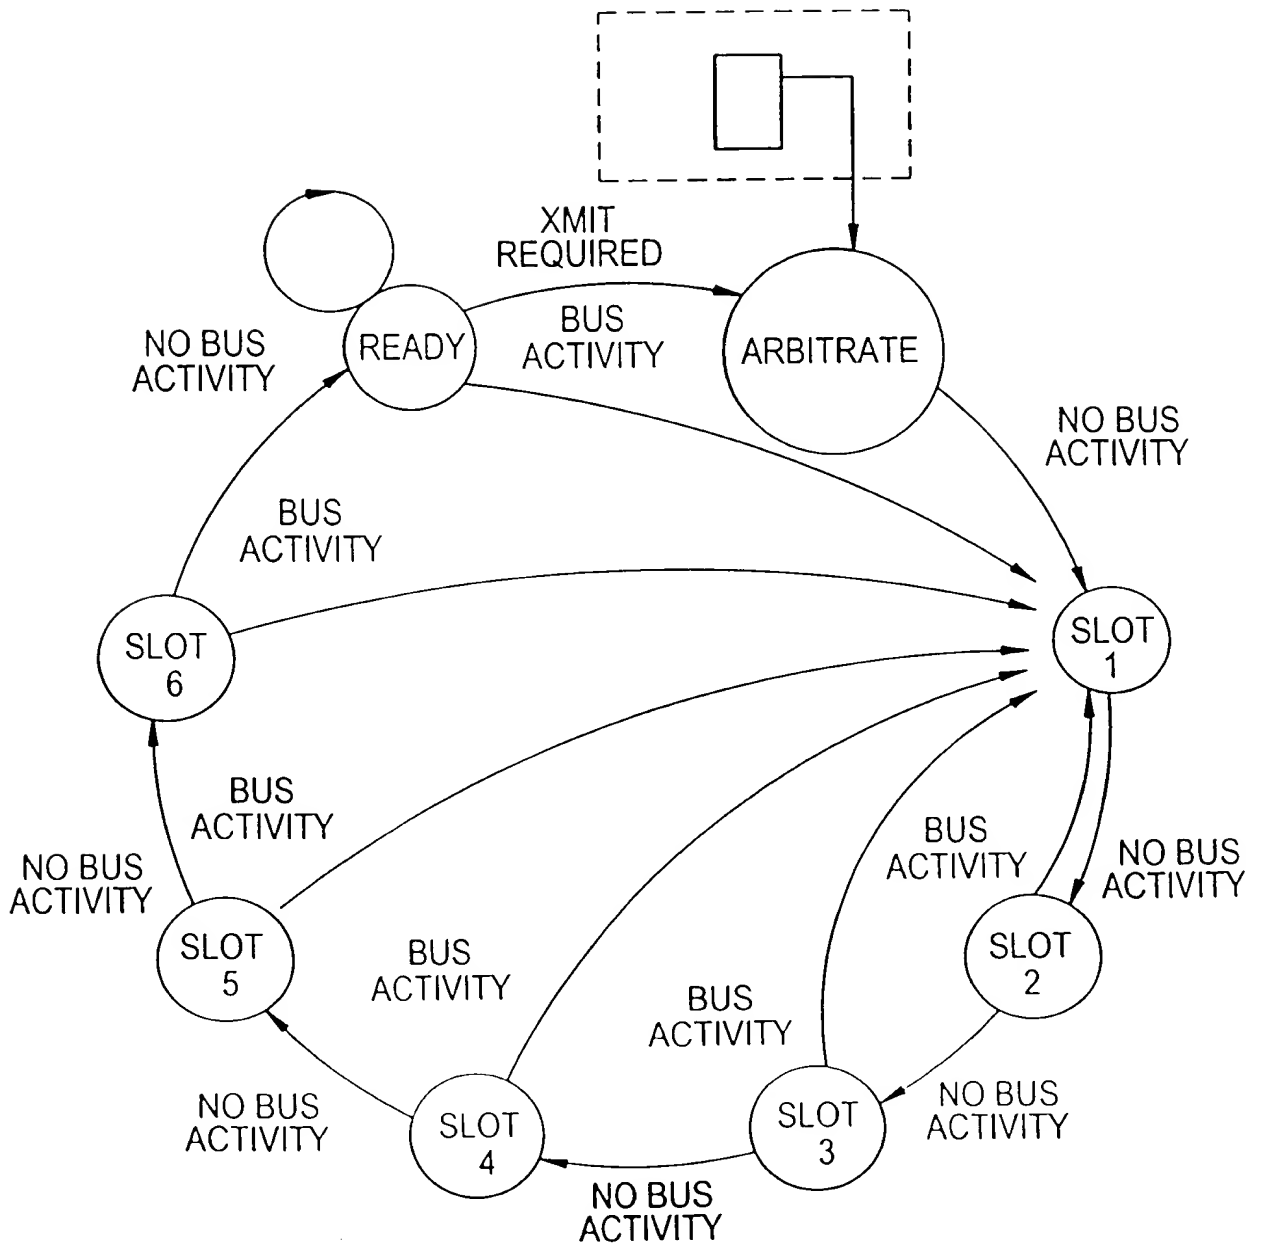 XMIT
REQUIRED
BUS
ACTIVITY
READY
ARBITRATE
NO BUS
ACTIVITY
NO BUS
ACTIVITY
BUS
ACTIVITY
SLOT
6
SLOT
1
BUS
ACTIVITY
BUS
ACTIVITY
NO BUS
ACTIVITY
NO BUS
ACTIVITY
SLOT
5
BUS
ACTIVITY
SLOT
2
BUS
ACTIVITY
NO BUS
ACTIVITY
NO BUS
ACTIVITY
SLOT
4
SLOT
3
NO BUS
ACTIVITY